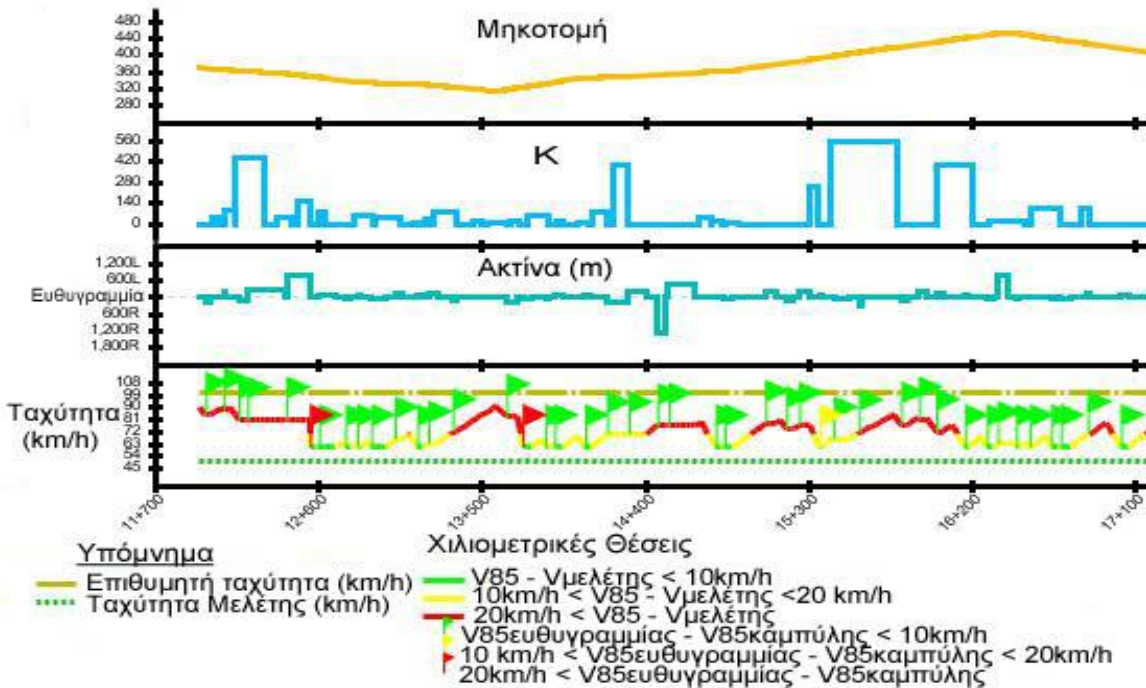 Μηκοτομή
480
440
400
360
320
280
K
560
420
280
140
0
Ακτίνα (m)
1,200L
600L
Ευθυγραμμία
600R
1,200R
1,800R
Ταχύτητα
(km/h)
108
99
90
81
72
63
54
45
11+700
12+600
13+500
14+400
15+300
16+200
17+100
Χιλιομετρικές Θέσεις
Υπόμνημα
Επιθυμητή ταχύτητα (km/h)
Ταχύτητα Μελέτης (km/h)
V85 - Vμελέτης < 10km/h
10km/h < V85 - Vμελέτης <20 km/h
20km/h < V85 - Vμελέτης
V85ευθυγραμμίας - V85καμπύλης < 10km/h
10 km/h < V85ευθυγραμμίας - V85καμπύλης < 20km/h
20km/h < V85ευθυγραμμίας - V85καμπύλης